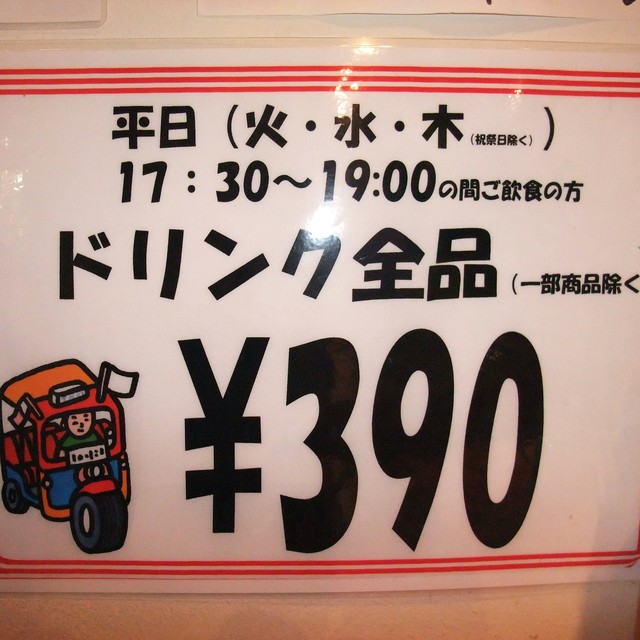 平日（火・水・木（祝祭日除く））
17：30～19:00の間ご飲食の方
ドリンク全品（一部商品除く
¥390